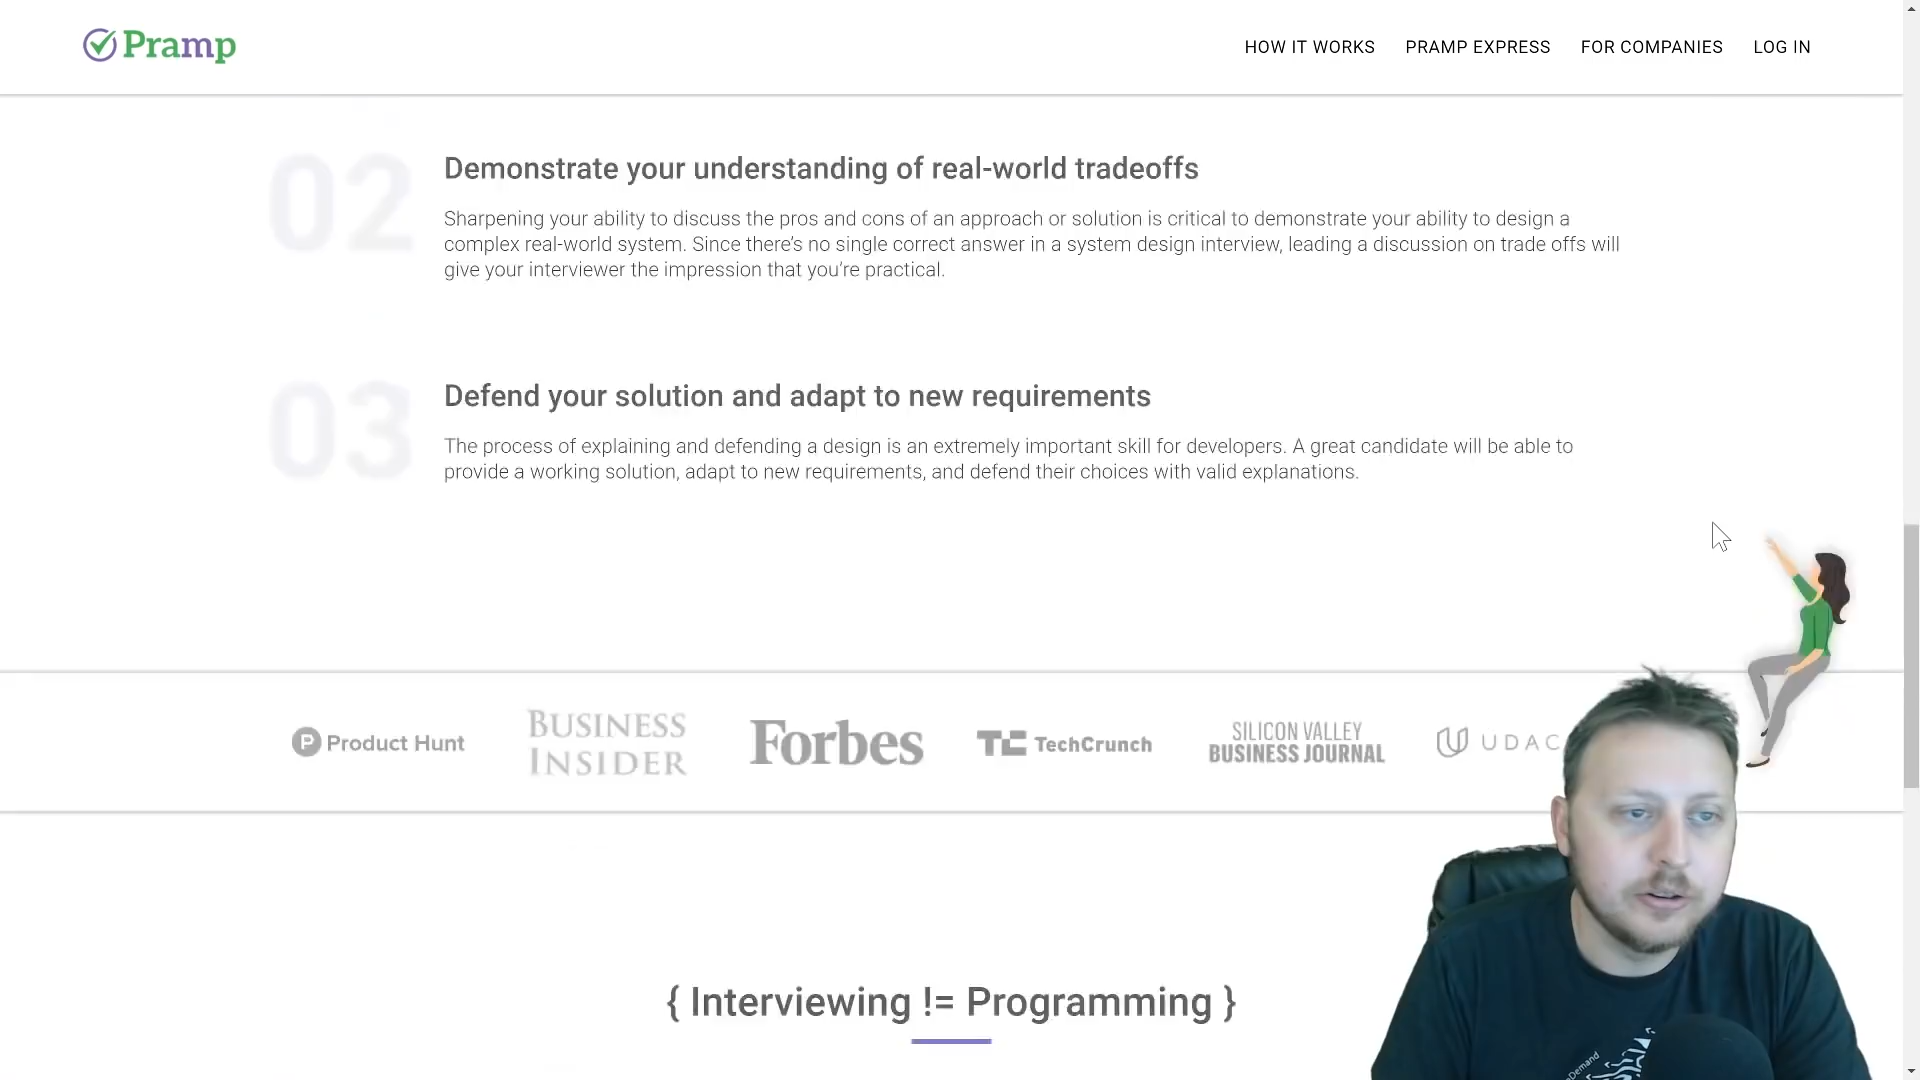 Pramp
HOW IT WORKS
PRAMP EXPRESS
FOR COMPANIES
LOG IN
02
Demonstrate your understanding of real-world tradeoffs
Sharpening your ability to discuss the pros and cons of an approach or solution is critical to demonstrate your ability to design a
complex real-world system. Since there’s no single correct answer in a system design interview, leading a discussion on trade offs will
give your interviewer the impression that you’re practical.
03
Defend your solution and adapt to new requirements
The process of explaining and defending a design is an extremely important skill for developers. A great candidate will be able to
provide a working solution, adapt to new requirements, and defend their choices with valid explanations.
P Product Hunt
BUSINESS
INSIDER
Forbes
TC TechCrunch
SILICON VALLEY
BUSINESS JOURNAL
UDAC
{ Interviewing != Programming }